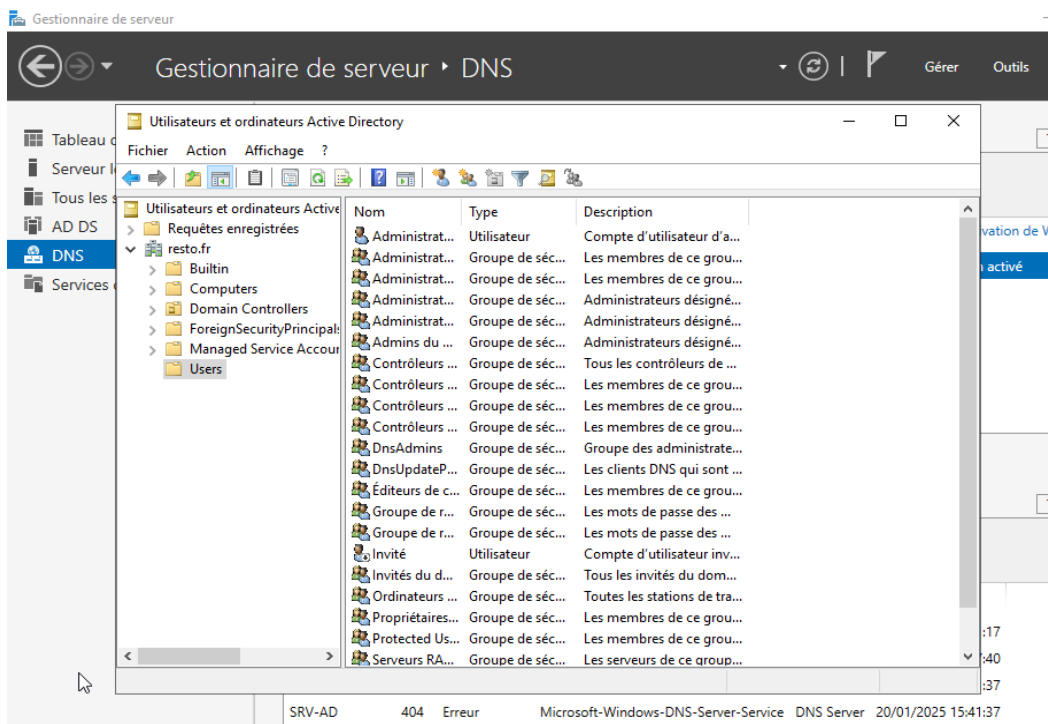 Gestionnaire de serveur
Gestionnaire de serveur ‣ DNS
Gérer Outils
Tableau
Serveur
Tous les
AD DS
DNS
Services
Utilisateurs et ordinateurs Active Directory
Fichier Action Affichage ?
Utilisateurs et ordinateurs Active
Requêtes enregistrées
resto.fr
Builtin
Computers
Domain Controllers
ForeignSecurityPrincipals
Managed Service Accour
Users
Nom Type Description
Administrat... Utilisateur Compte d'utilisateur d'a...
Administrat... Groupe de séc... Les membres de ce grou...
Administrat... Groupe de séc... Les membres de ce grou...
Administrat... Groupe de séc... Administrateurs désigné...
Administrat... Groupe de séc... Administrateurs désigné...
Admins du ... Groupe de séc... Administrateurs désigné...
Contrôleurs ... Groupe de séc... Tous les contrôleurs de ...
Contrôleurs ... Groupe de séc... Les membres de ce grou...
Contrôleurs ... Groupe de séc... Les membres de ce grou...
Contrôleurs ... Groupe de séc... Les membres de ce grou...
DnsAdmins Groupe de séc... Groupe des administrate...
DnsUpdateP... Groupe de séc... Les clients DNS qui sont ...
Éditeurs de c... Groupe de séc... Les membres de ce grou...
Groupe de r... Groupe de séc... Les mots de passe des ...
Groupe de r... Groupe de séc... Les mots de passe des ...
Invité Utilisateur Compte d'utilisateur inv...
Invités du d... Groupe de séc... Tous les invités du dom...
Ordinateurs ... Groupe de séc... Toutes les stations de tra...
Propriétaires... Groupe de séc... Les membres de ce grou...
Protected Us... Groupe de séc... Les membres de ce grou...
Serveurs RA... Groupe de séc... Les serveurs de ce group...
vation de
activé
:17
:40
:37
SRV-AD 404 Erreur Microsoft-Windows-DNS-Server-Service DNS Server 20/01/2025 15:41:37